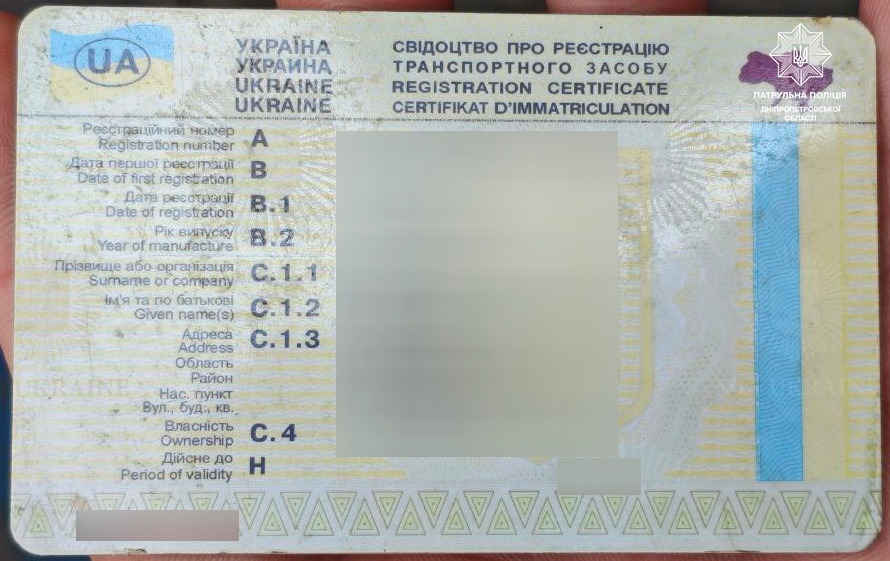 UA
УКРАЇНА
УКРАИНА
UKRAINE
UKRAINE
СВІДОЦТВО ПРО РЕЄСТРАЦІЮ
ТРАНСПОРТНОГО ЗАСОБУ
REGISTRATION CERTIFICATE
CERTIFIKAT D'IMMATRICULATION
ПАТРУЛЬНА ПОЛІЦІЯ
ДНІПРОПЕТРОВСЬКОЇ
ОБЛАСТІ
Реєстраційний номер
Registration number A
Дата першої реєстрації
Date of first registration B
Дата реєстрації
Date of registration B.1
Рік випуску
Year of manufacture B.2
Прізвище або організація
Surname or company C.1.1
Ім'я та по батькові
Given name(s) C.1.2
Адреса
Address C.1.3
Область
Район
Нас. пункт
Вул., буд., кв.
Власність
Ownership C.4
Дійсне до
Period of validity H
UKRAINE